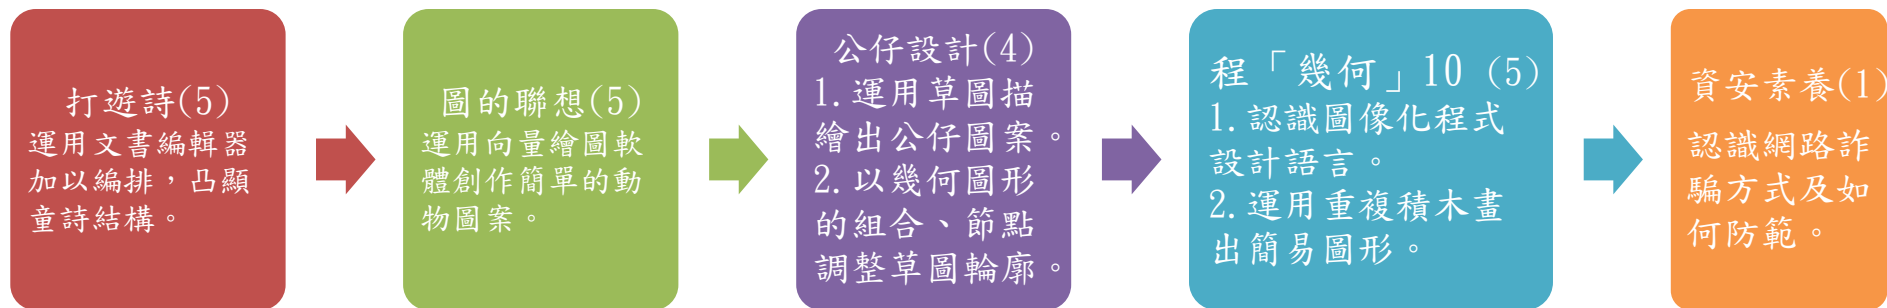 打遊詩(5)
運用文書編輯器
加以編排，凸顯
童詩結構。
圖的聯想(5)
運用向量繪圖軟
體創作簡單的動
物圖案。
公仔設計(4)
1.運用草圖描
繪出公仔圖案。
2.以幾何圖形
的組合、節點
調整草圖輪廓。
程「幾何」10 (5)
1.認識圖像化程式
設計語言。
2.運用重複積木畫
出簡易圖形。
資安素養(1)
認識網路詐
騙方式及如
何防範。